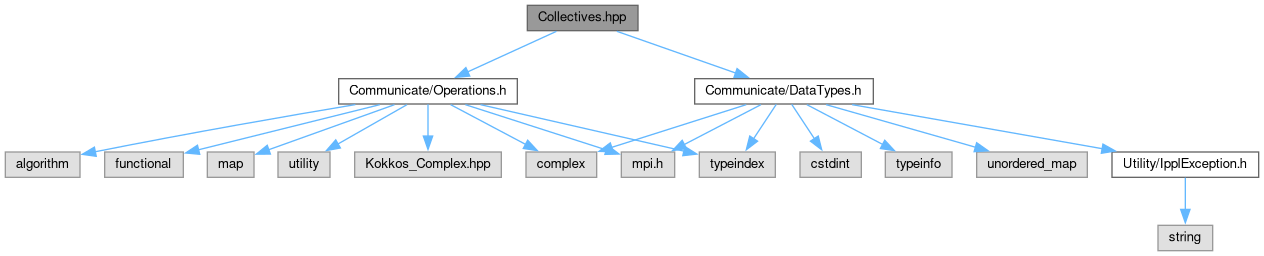 Collectives.hpp
Communicate/Operations.h
Communicate/DataTypes.h
algorithm
functional
map
utility
Kokkos_Complex.hpp
complex
mpi.h
typeindex
cstdint
typeinfo
unordered_map
Utility/IpplException.h
string